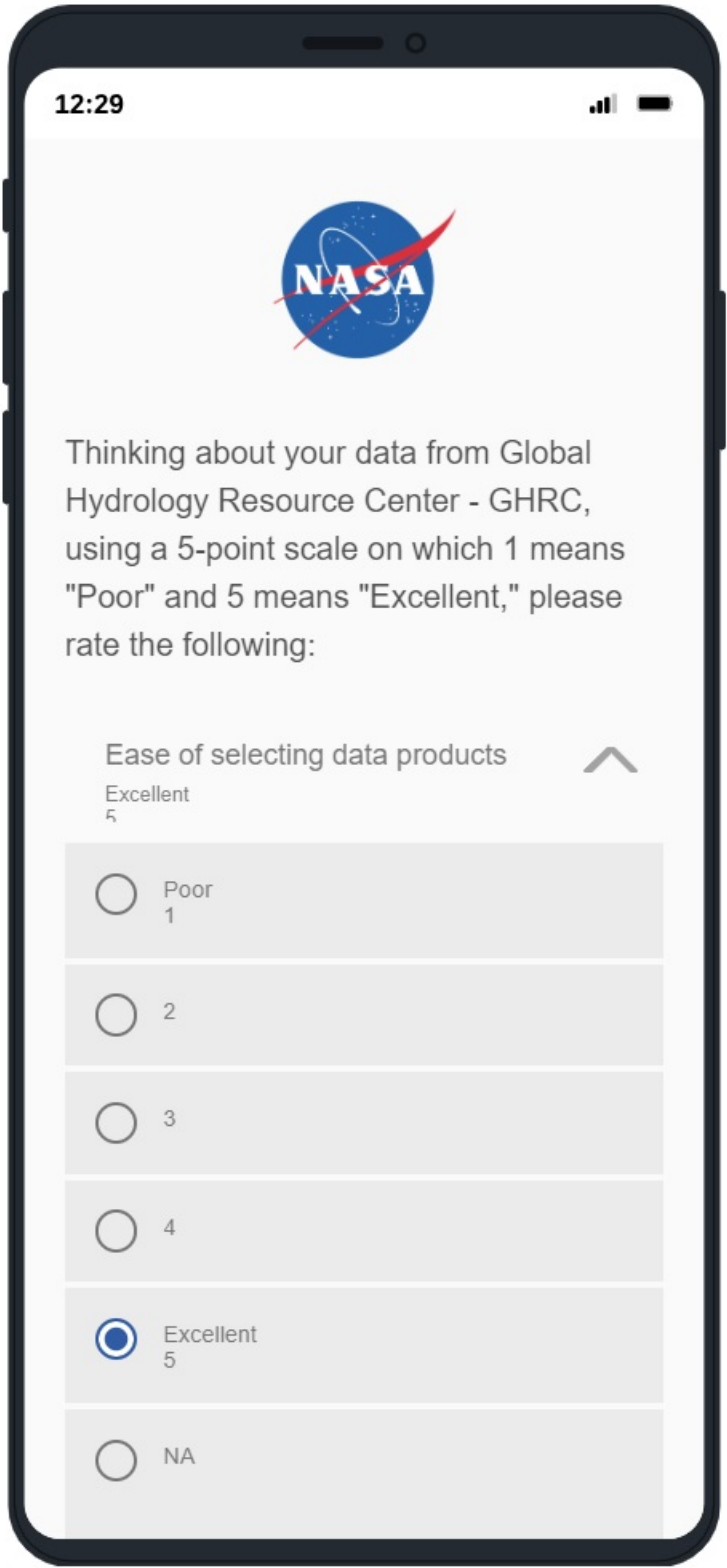 12:29
NASA
Thinking about your data from Global
Hydrology Resource Center - GHRC,
using a 5-point scale on which 1 means
"Poor" and 5 means "Excellent," please
rate the following:
Ease of selecting data products
Excellent
5
Poor
1
2
3
4
Excellent
5
NA